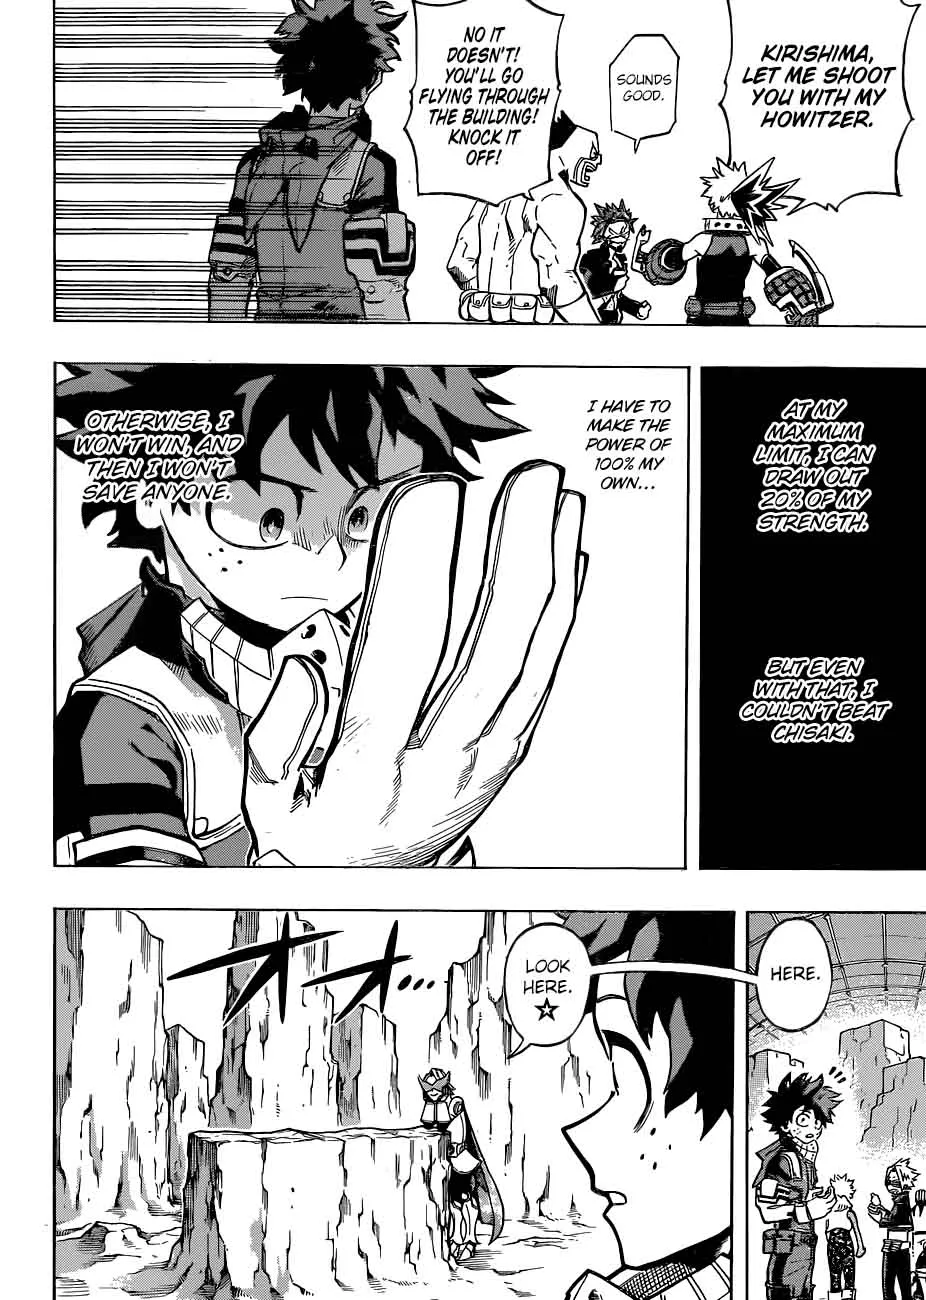 KIRISHIMA,
LET ME SHOOT
YOU WITH MY
HOWITZER.
SOUNDS
GOOD.
NO IT
DOESN'T!
YOU'LL GO
FLYING THROUGH
THE BUILDING!
KNOCK IT
OFF!
AT MY
MAXIMUM
LIMIT, I CAN
DRAW OUT
20% OF MY
STRENGTH.
BUT EVEN
WITH THAT, I
COULDN'T BEAT
CHISAKI.
I HAVE TO
MAKE THE
POWER OF
100% MY
OWN...
OTHERWISE, I
WON'T WIN, AND
THEN I WON'T
SAVE ANYONE.
HERE.
LOOK
HERE.
☆
オオ...